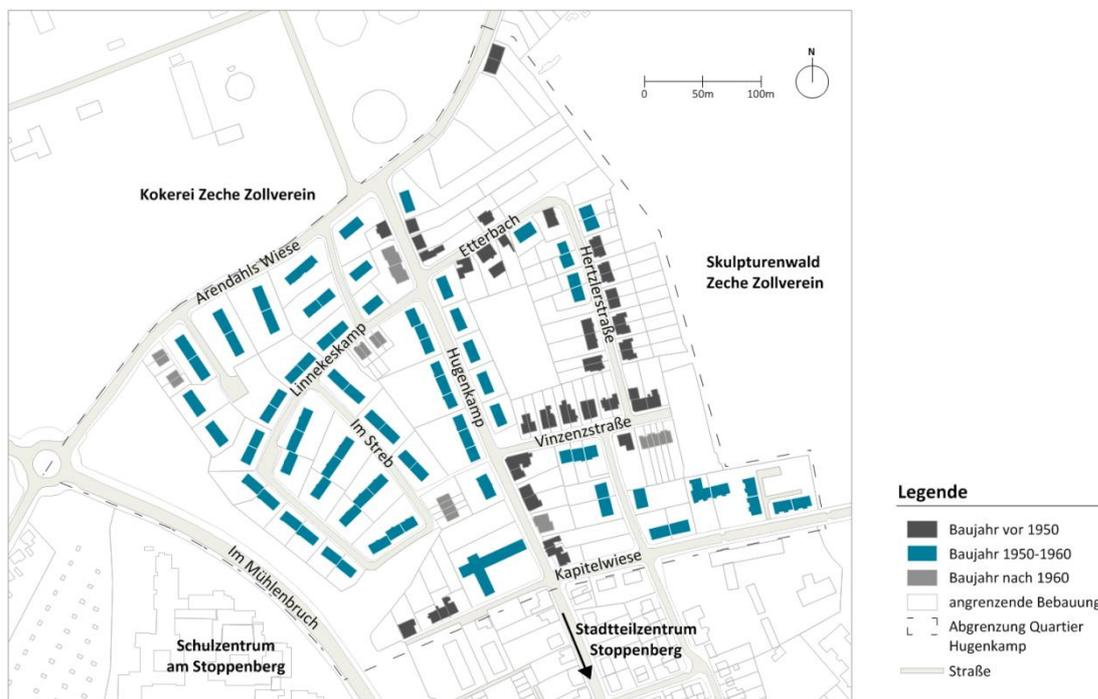 N
0
50m
100m
Kokerei Zeche Zollverein
Etterbach
Arendahls Wiese
Hertzlerstraße
Skulpturenwald
Zeche Zollverein
Linnekeskamp
Hugenkamp
Im Streb
Vinzenzstraße
Im Mühlenbruch
Kapitelwiese
Schulzentrum
am Stoppenberg
Stadtteilzentrum
Stoppenberg
Legende
Baujahr vor 1950
Baujahr 1950-1960
Baujahr nach 1960
angrenzende Bebauung
Abgrenzung Quartier
Hugenkamp
Straße